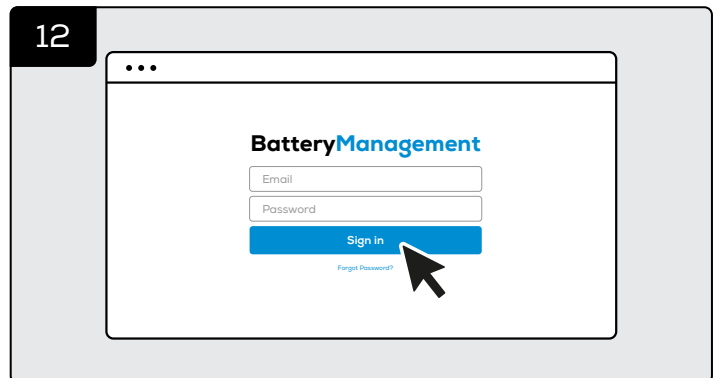 12
BatteryManagement
Email
Password
Sign in
Forgot Password?